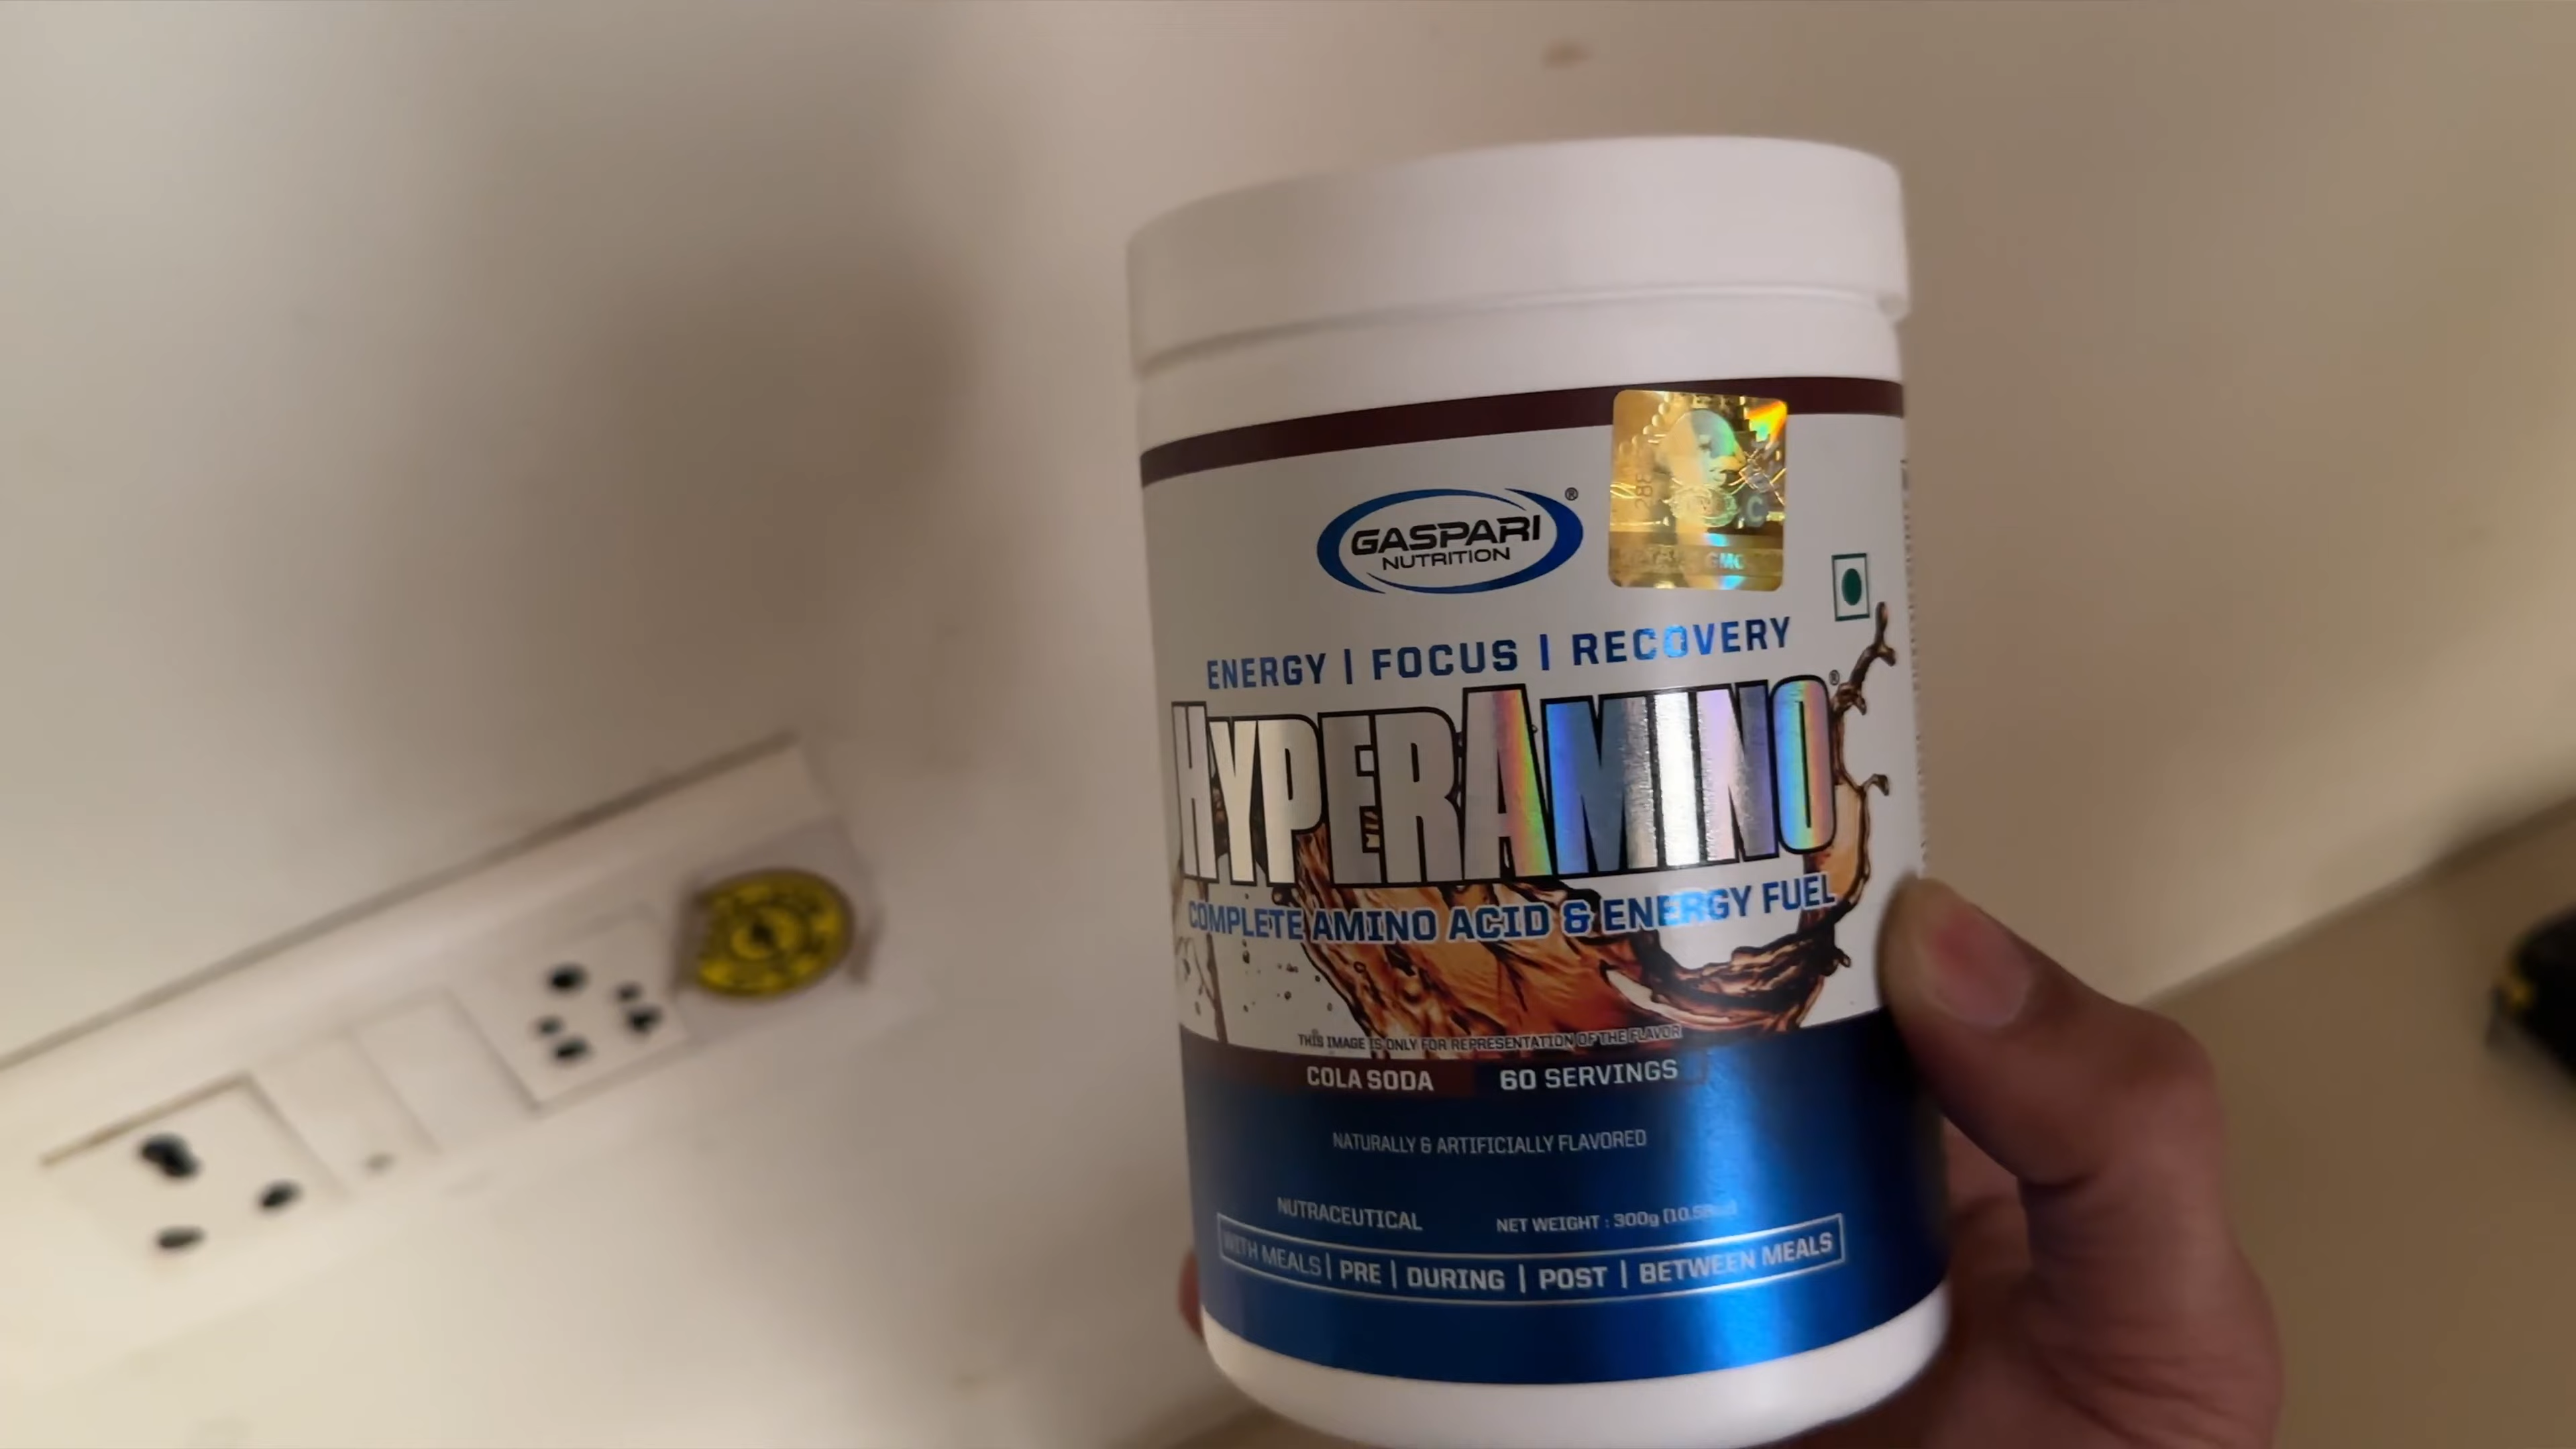 GASPARI ®
NUTRITION
ENERGY | FOCUS | RECOVERY
HYPERAMINO®
COMPLETE AMINO ACID & ENERGY FUEL
THIS IMAGE IS ONLY FOR REPRESENTATION OF THE FLAVOR
COLA SODA 60 SERVINGS
NATURALLY & ARTIFICIALLY FLAVORED
NUTRACEUTICAL NET WEIGHT : 300g
WITH MEALS | PRE | DURING | POST | BETWEEN MEALS